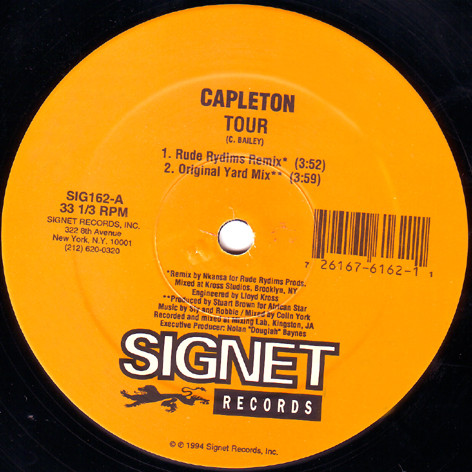 CAPLETON
TOUR
(C. BAILEY)
1. Rude Rydims Remix* (3:52)
2. Original Yard Mix** (3:59)
SIG162-A
33 1/3 RPM
SIGNET RECORDS, INC.
322 8th Avenue
New York, N.Y. 10001
(212) 620-0320
7 26167-6162-1 1
*Remix by Nkansa for Rude Rydims Prods.
Mixed at Kross Studios, Brooklyn, NY
Engineered by Lloyd Kross
**Produced by Stuart Brown for African Star
Music by Sly and Robbie / Mixed by Colin York
Recorded and mixed at Mixing Lab, Kingston, JA
Executive Producer: Nolan "Douglah" Baynes
SIGNET
RECORDS
© ℗ 1994 Signet Records, Inc.